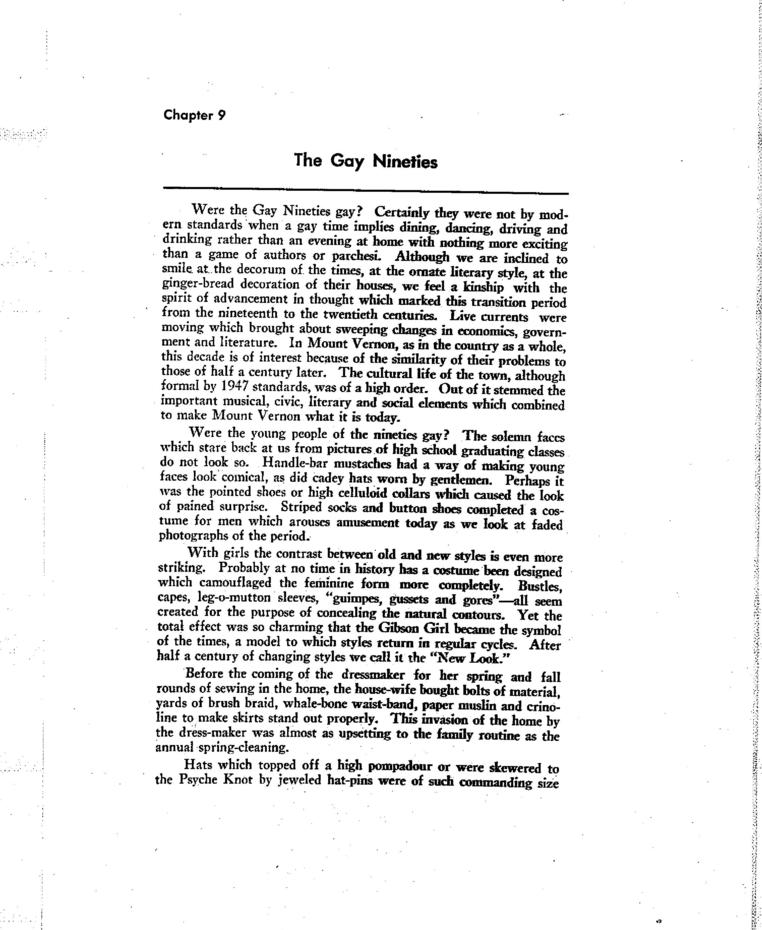 Chapter 9
The Gay Nineties
Were the Gay Nineties gay? Certainly they were not by mod-
ern standards when a gay time implies dining, dancing, driving and
drinking rather than an evening at home with nothing more exciting
than a game of authors or parchesi. Although we are inclined to
smile at the decorum of the times, at the ornate literary style, at the
ginger-bread decoration of their houses, we feel a kinship with the
spirit of advancement in thought which marked this transition period
from the nineteenth to the twentieth centuries. Live currents were
moving which brought about sweeping changes in economics, govern-
ment and literature. In Mount Vernon, as in the country as a whole,
this decade is of interest because of the similarity of their problems to
those of half a century later. The cultural life of the town, although
formal by 1947 standards, was of a high order. Out of it stemmed the
important musical, civic, literary and social elements which combined
to make Mount Vernon what it is today.
Were the young people of the nineties gay? The solemn faces
which stare back at us from pictures of high school graduating classes
do not look so. Handle-bar mustaches had a way of making young
faces look comical, as did cadey hats worn by gentlemen. Perhaps it
was the pointed shoes or high celluloid collars which caused the look
of pained surprise. Striped socks and button shoes completed a cos-
tume for men which arouses amusement today as we look at faded
photographs of the period.
With girls the contrast between old and new styles is even more
striking. Probably at no time in history has a costume been designed
which camouflaged the feminine form more completely. Bustles,
capes, leg-o-mutton sleeves, "guimpes, gussets and gores"—all seem
created for the purpose of concealing the natural contours. Yet the
total effect was so charming that the Gibson Girl became the symbol
of the times, a model to which styles return in regular cycles. After
half a century of changing styles we call it the "New Look."
Before the coming of the dressmaker for her spring and fall
rounds of sewing in the home, the house-wife bought bolts of material,
yards of brush braid, whale-bone waist-band, paper muslin and crino-
line to make skirts stand out properly. This invasion of the home by
the dress-maker was almost as upsetting to the family routine as the
annual spring-cleaning.
Hats which topped off a high pompadour or were skewered to
the Psyche Knot by jeweled hat-pins were of such commanding size